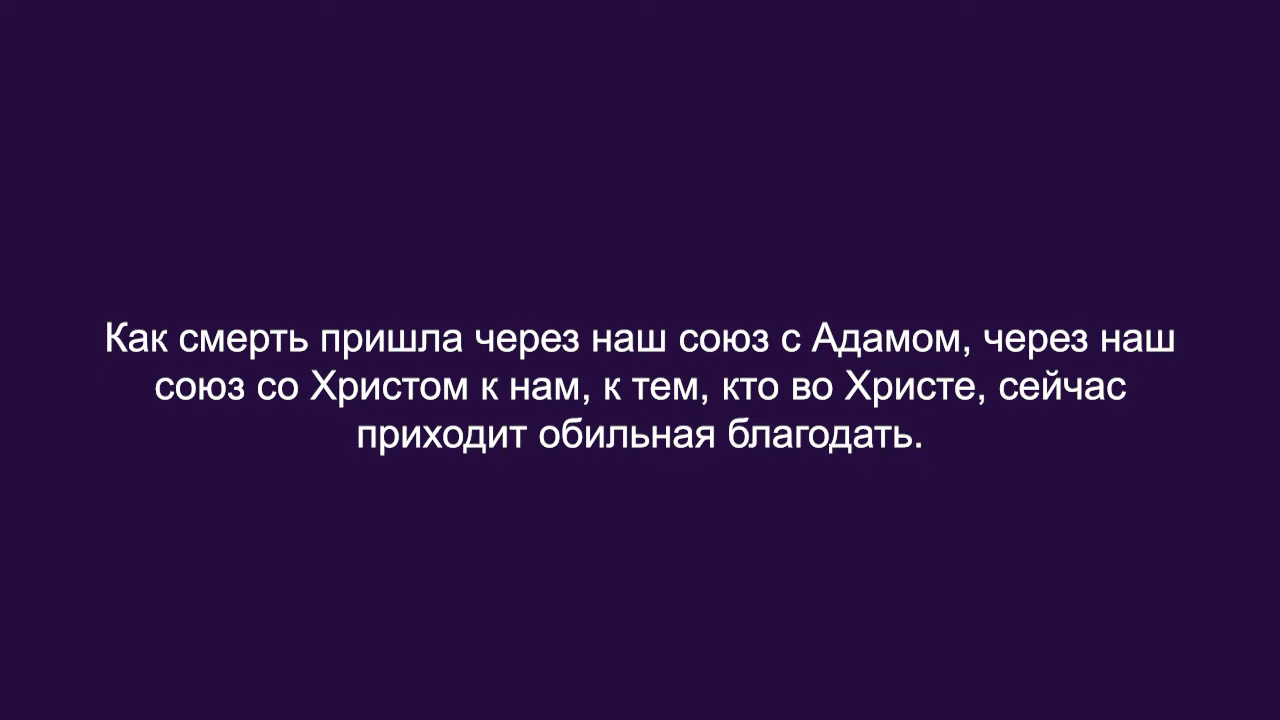 Как смерть пришла через наш союз с Адамом, через наш
союз со Христом к нам, к тем, кто во Христе, сейчас
приходит обильная благодать.